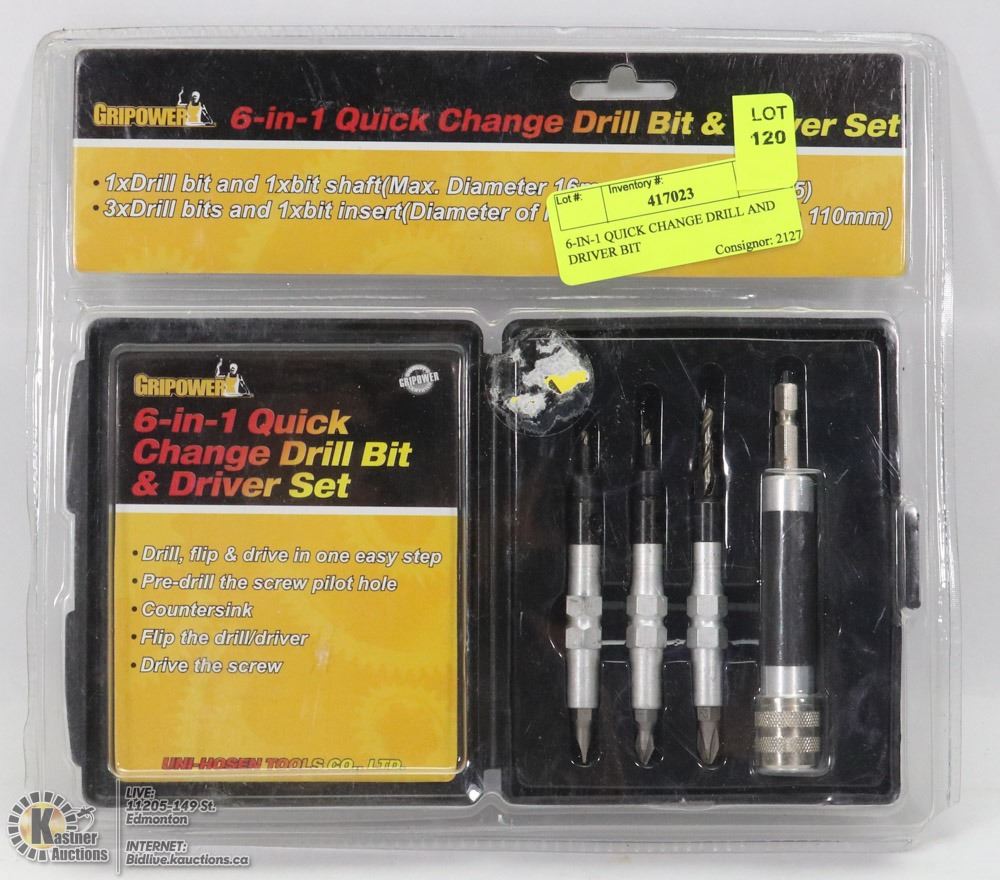 GRIPOWER 6-in-1 Quick Change Drill Bit & ver Set
LOT
120
• 1xDrill bit and 1xbit shaft(Max. Diameter 16m 5)
• 3xDrill bits and 1xbit insert(Diameter of 110mm)
Lot #: Inventory #:
417023
6-IN-1 QUICK CHANGE DRILL AND
DRIVER BIT
Consignor: 2127
GRIPOWER
GRIPOWER
6-in-1 Quick
Change Drill Bit
& Driver Set
• Drill, flip & drive in one easy step
• Pre-drill the screw pilot hole
• Countersink
• Flip the drill/driver
• Drive the screw
UNI-HOSEN TOOLS CO., LTD.
K
Kastner
Auctions
LIVE:
11205-149 St.
Edmonton
INTERNET:
Bidlive.kauctions.ca